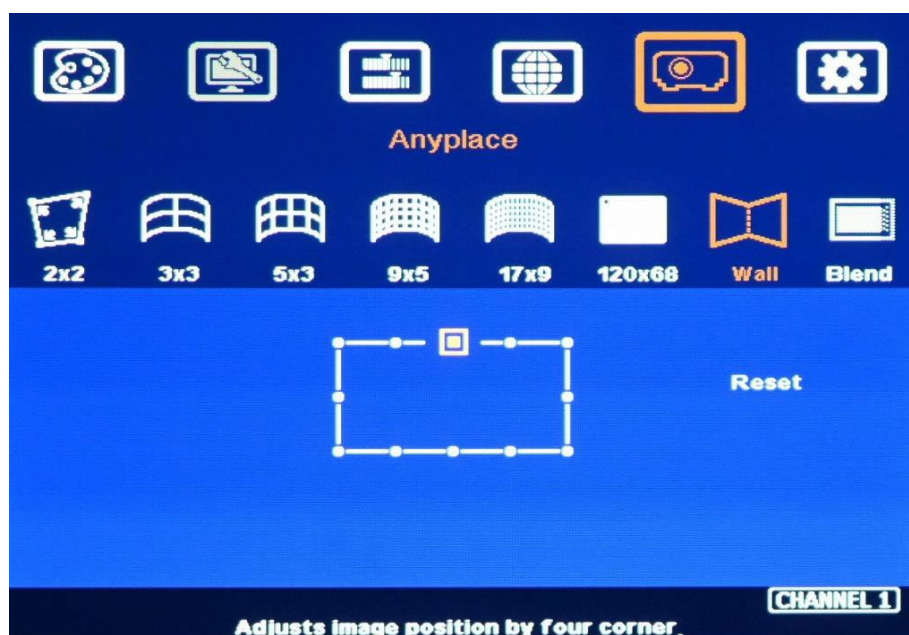 Anyplace
2x2 3x3 5x3 9x5 17x9 120x68 Wall Blend
Reset
CHANNEL 1
Adjusts image position by four corner.